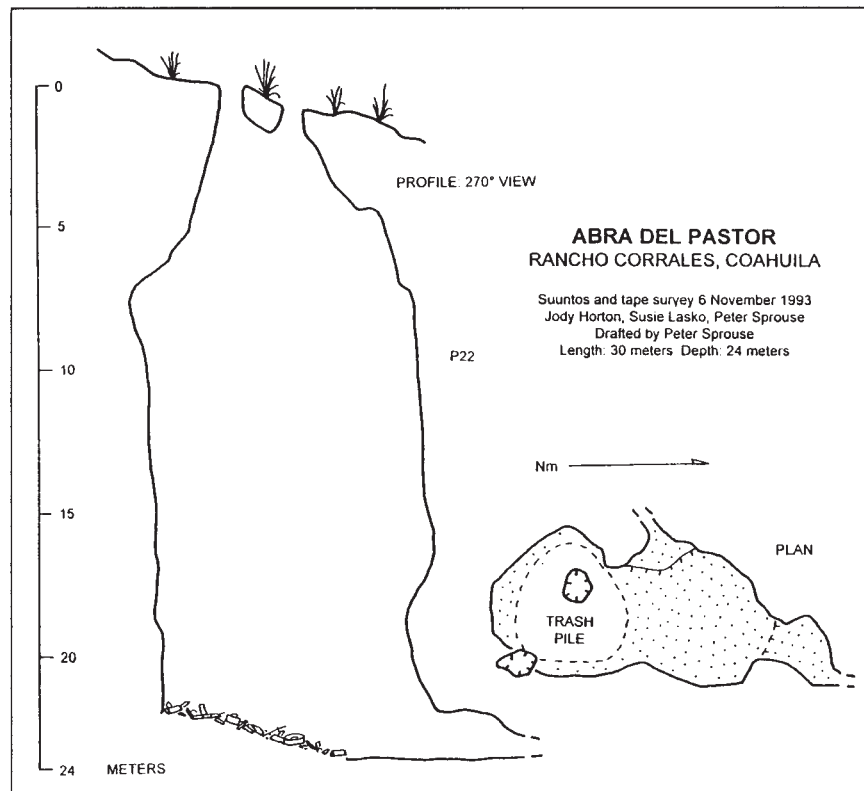 0
PROFILE: 270° VIEW
5
ABRA DEL PASTOR
RANCHO CORRALES, COAHUILA
Suuntos and tape survey 6 November 1993
Jody Horton, Susie Lasko, Peter Sprouse
Drafted by Peter Sprouse
Length: 30 meters Depth: 24 meters
P22
10
Nm
15
PLAN
TRASH
PILE
20
24
METERS